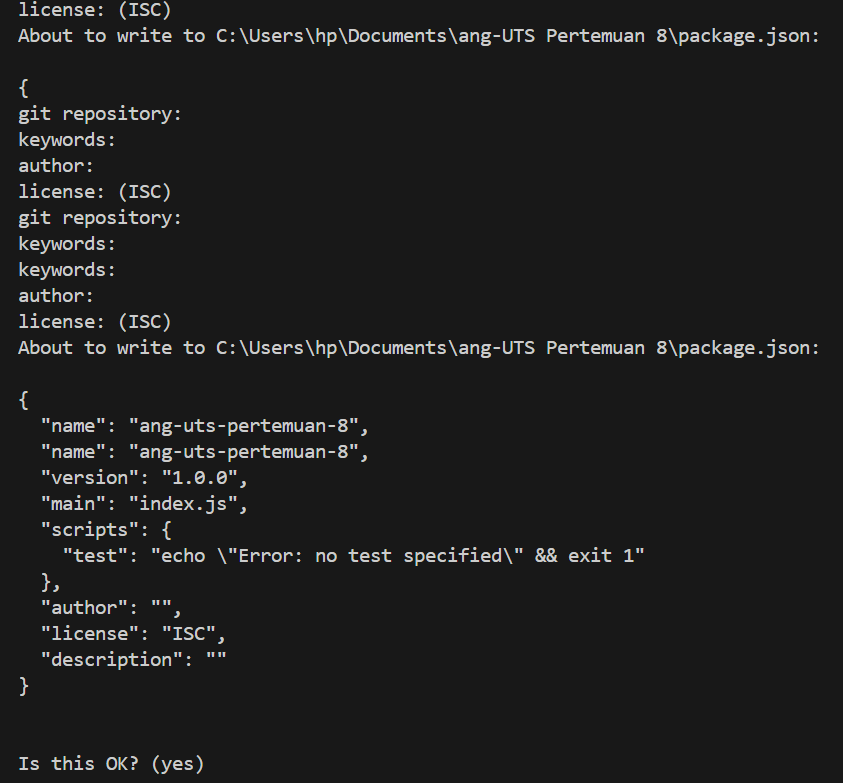 license: (ISC)
About to write to C:\Users\hp\Documents\ang-UTS Pertemuan 8\package.json:
{
git repository:
keywords:
author:
license: (ISC)
git repository:
keywords:
keywords:
author:
license: (ISC)
About to write to C:\Users\hp\Documents\ang-UTS Pertemuan 8\package.json:
{
  "name": "ang-uts-pertemuan-8",
  "name": "ang-uts-pertemuan-8",
  "version": "1.0.0",
  "main": "index.js",
  "scripts": {
    "test": "echo \"Error: no test specified\" && exit 1"
  },
  "author": "",
  "license": "ISC",
  "description": ""
}
Is this OK? (yes)